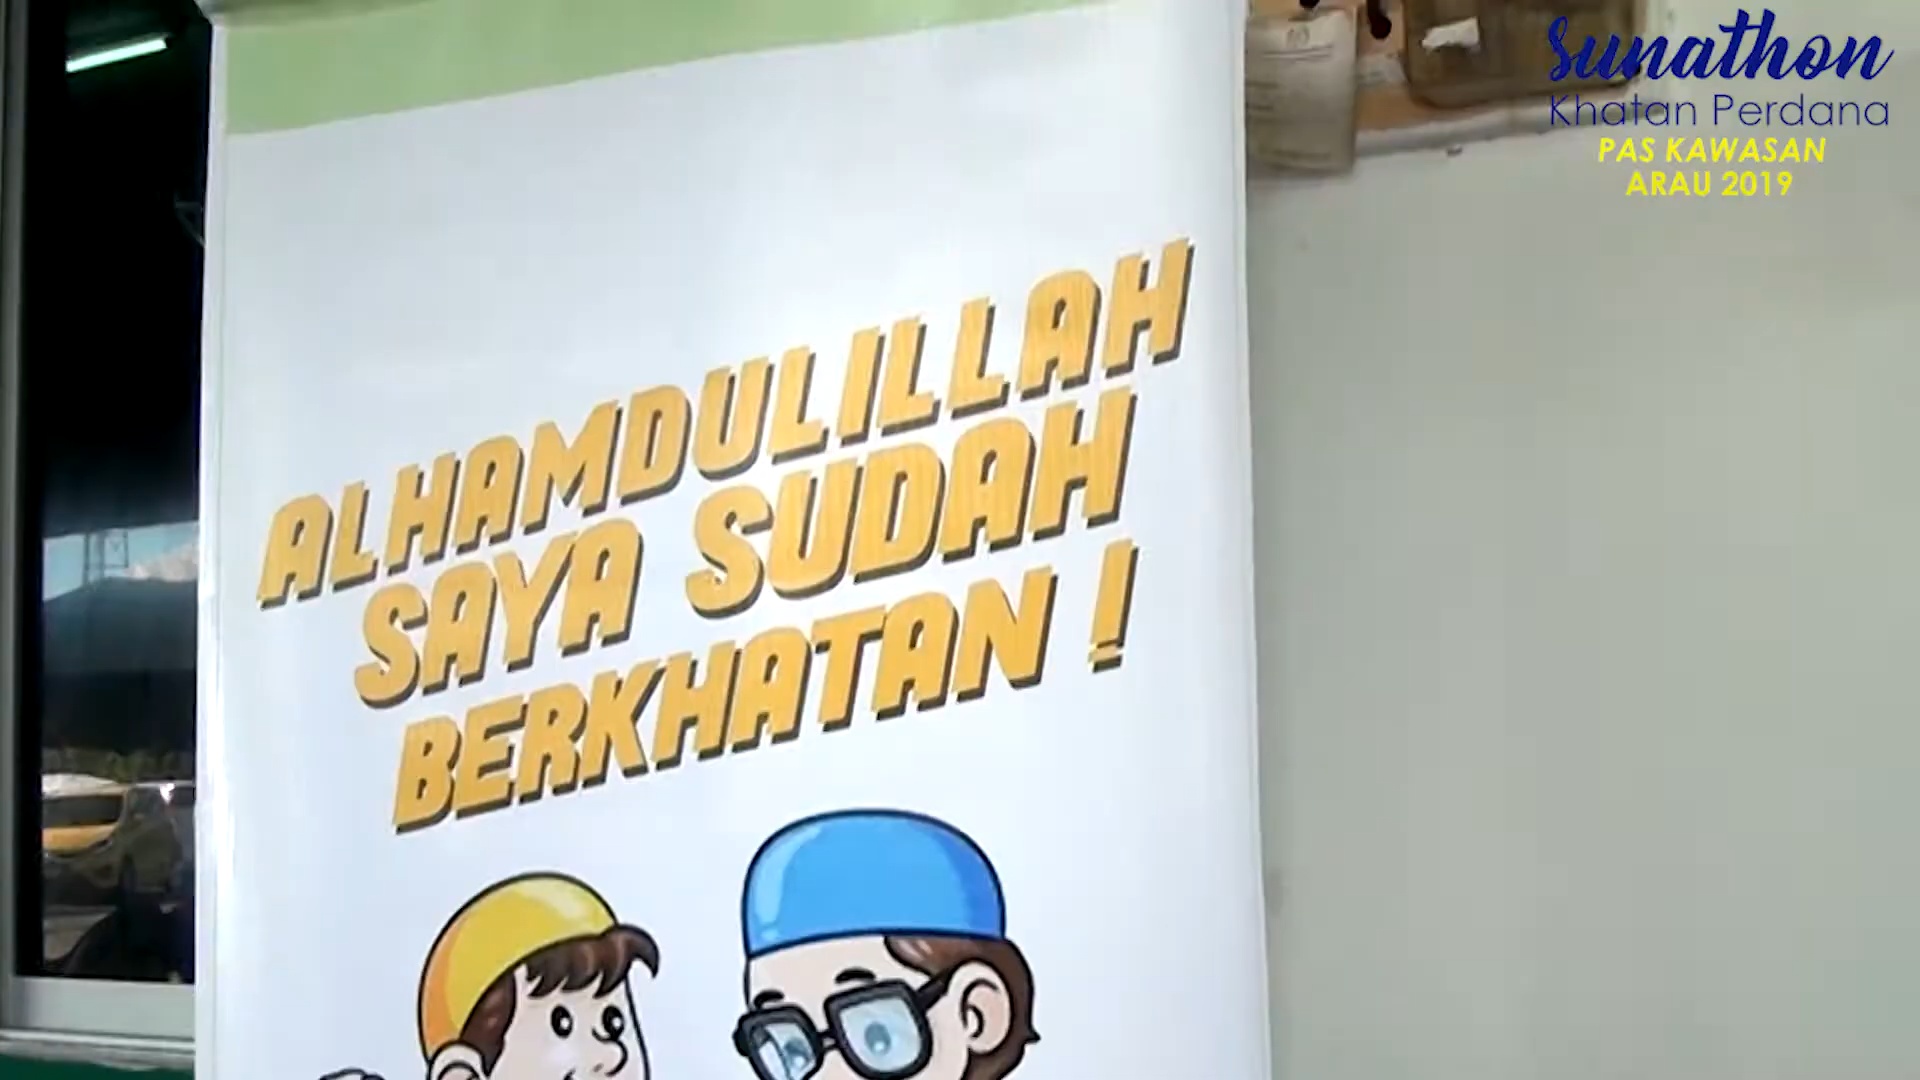 Sunathon
Khatan Perdana
PAS KAWASAN
ARAU 2019
ALHAMDULILLAH
SAYA SUDAH
BERKHATAN !